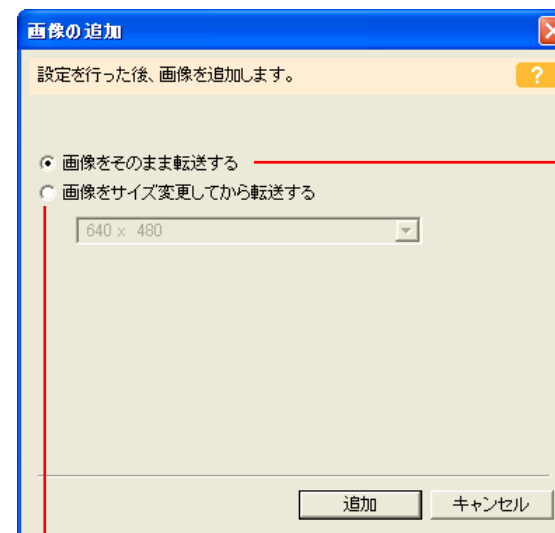 画像の追加
設定を行った後、画像を追加します。
?
画像をそのまま転送する
画像をサイズ変更してから転送する
640 x 480
追加
キャンセル